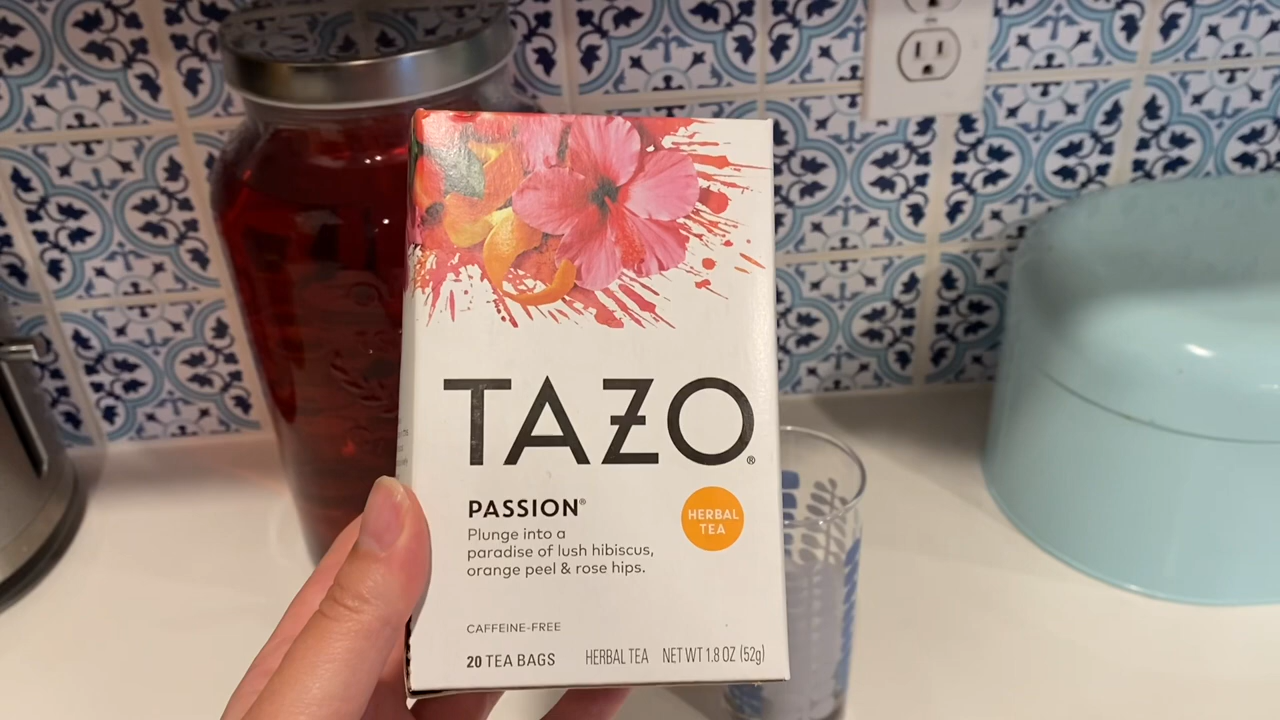 TAZO®
PASSION®
Plunge into a
paradise of lush hibiscus,
orange peel & rose hips.
HERBAL
TEA
CAFFEINE-FREE
20 TEA BAGS HERBAL TEA NET WT 1.8 OZ (52g)